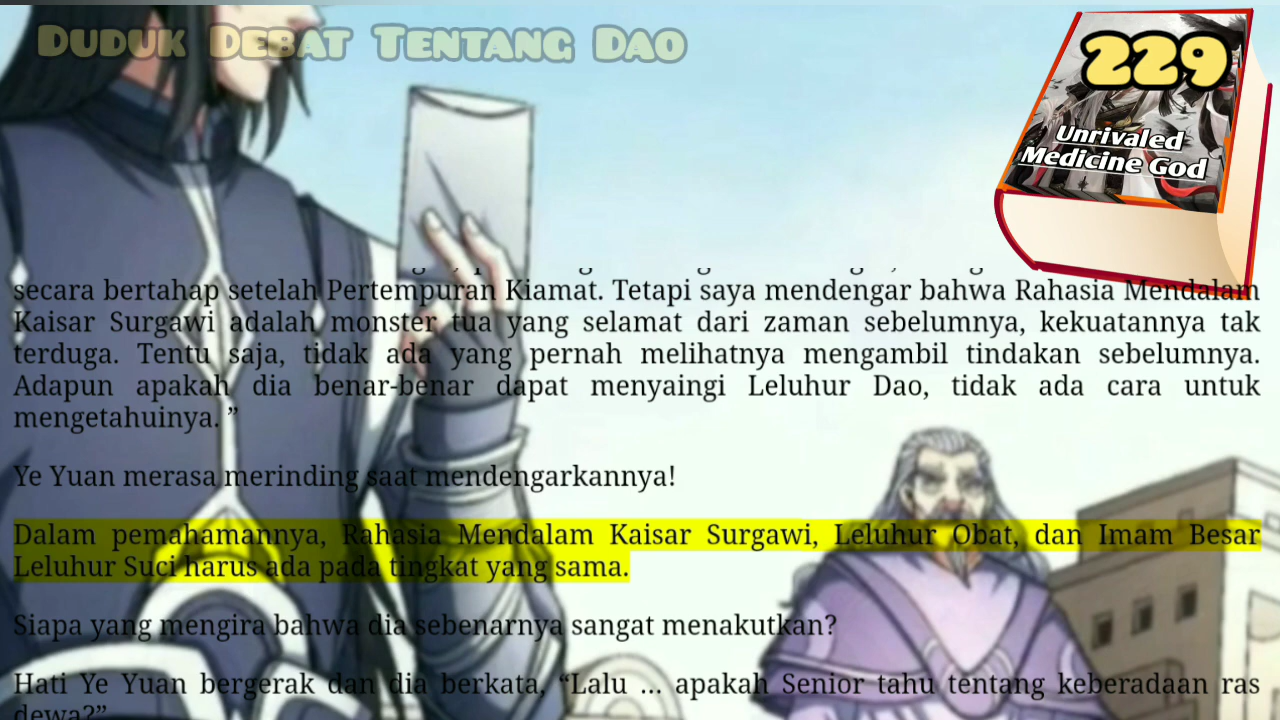 Duduk Debat Tentang Dao
229
Unrivaled
Medicine God
secara bertahap setelah Pertempuran Kiamat. Tetapi saya mendengar bahwa Rahasia Mendalam
Kaisar Surgawi adalah monster tua yang selamat dari zaman sebelumnya, kekuatannya tak
terduga. Tentu saja, tidak ada yang pernah melihatnya mengambil tindakan sebelumnya.
Adapun apakah dia benar-benar dapat menyaingi Leluhur Dao, tidak ada cara untuk
mengetahuinya. ”
Ye Yuan merasa merinding saat mendengarkannya!
Dalam pemahamannya, Rahasia Mendalam Kaisar Surgawi, Leluhur Obat, dan Imam Besar
Leluhur Suci harus ada pada tingkat yang sama.
Siapa yang mengira bahwa dia sebenarnya sangat menakutkan?
Hati Ye Yuan bergerak dan dia berkata, “Lalu ... apakah Senior tahu tentang keberadaan ras
dewa?”